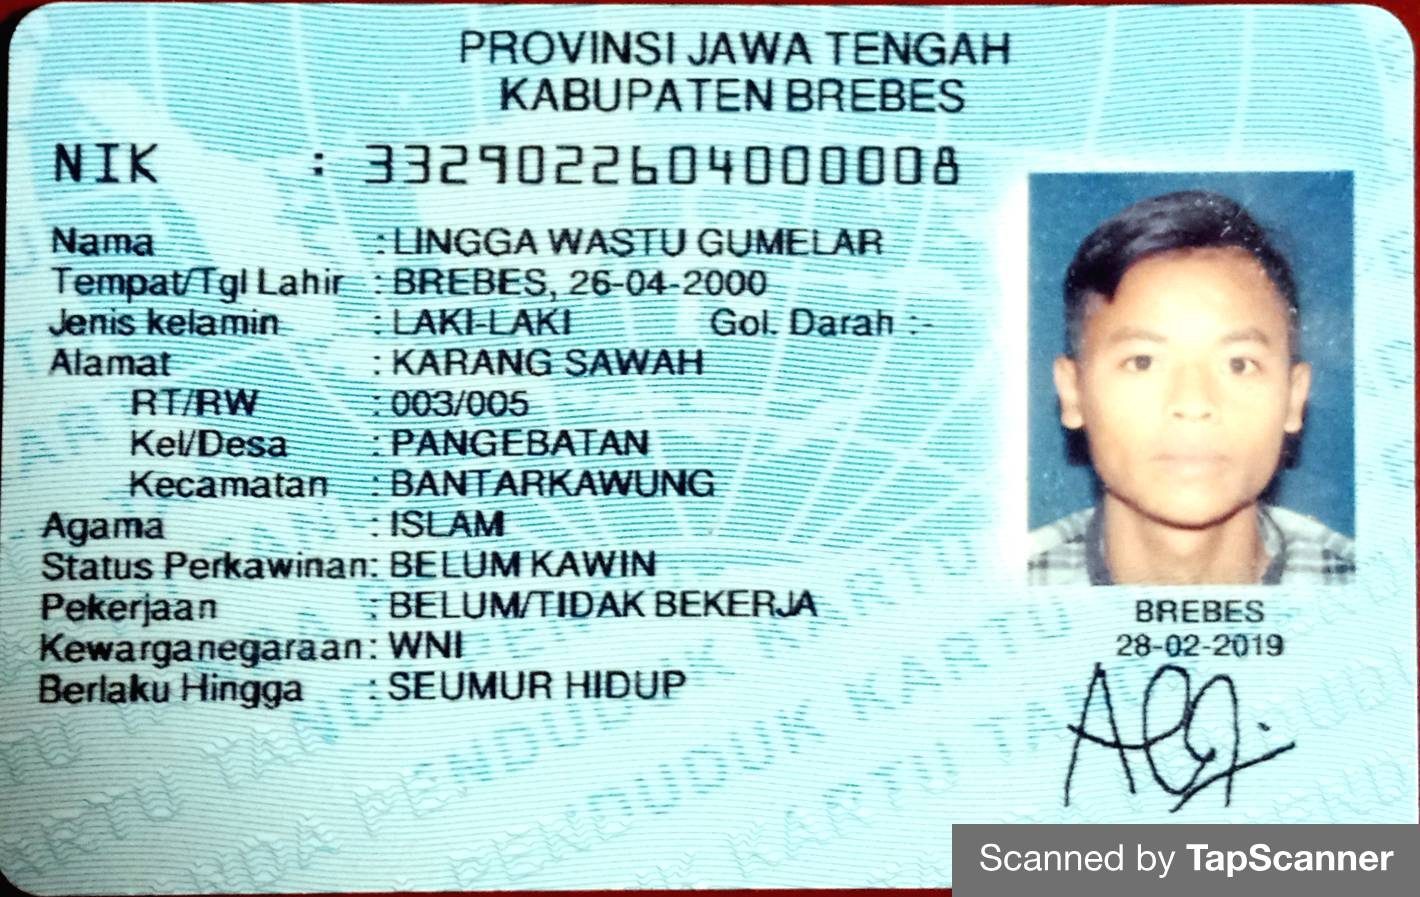 PROVINSI JAWA TENGAH
KABUPATEN BREBES
NIK : 3329022604000008
Nama : LINGGA WASTU GUMELAR
Tempat/Tgl Lahir : BREBES, 26-04-2000
Jenis kelamin : LAKI-LAKI Gol. Darah :-
Alamat : KARANG SAWAH
RT/RW : 003/005
Kel/Desa : PANGEBATAN
Kecamatan : BANTARKAWUNG
Agama : ISLAM
Status Perkawinan: BELUM KAWIN
Pekerjaan : BELUM/TIDAK BEKERJA
Kewarganegaraan: WNI
Berlaku Hingga : SEUMUR HIDUP
BREBES
28-02-2019
Scanned by TapScanner